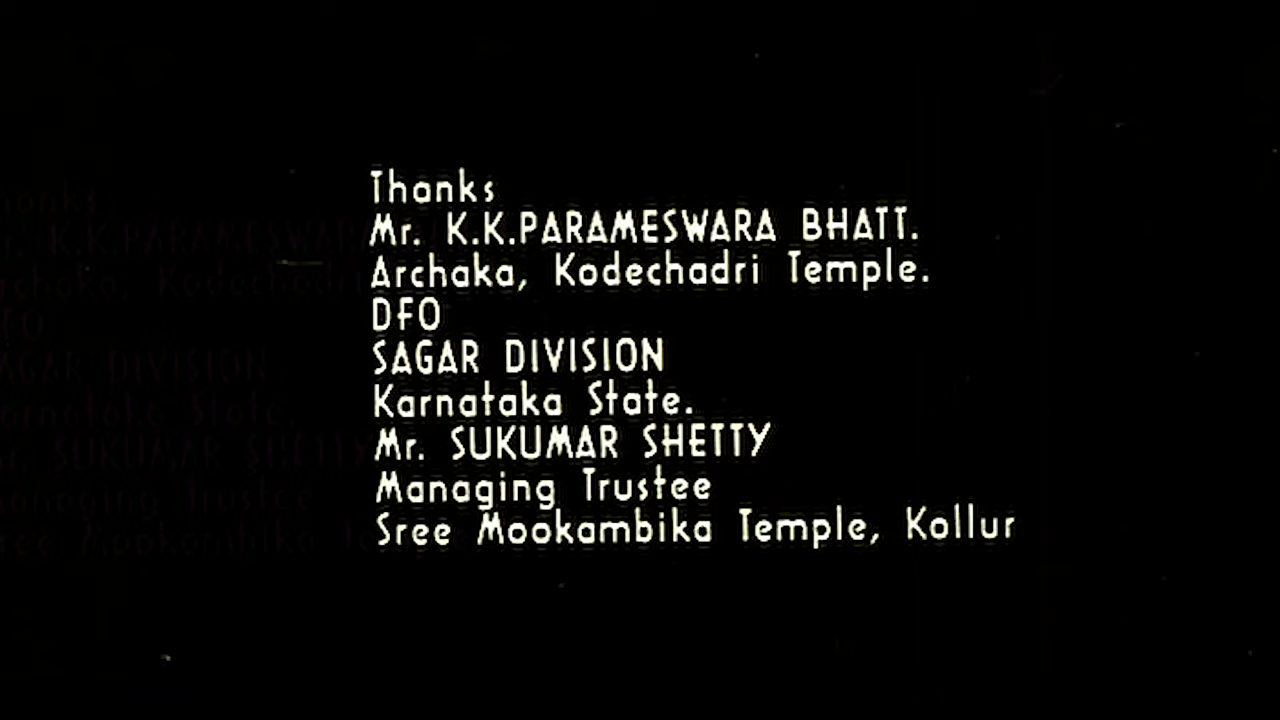 Thanks
Mr. K.K.PARAMESWARA BHATT.
Archaka, Kodechadri Temple.
DFO
SAGAR DIVISION
Karnataka State.
Mr. SUKUMAR SHETTY
Managing Trustee
Sree Mookambika Temple, Kollur